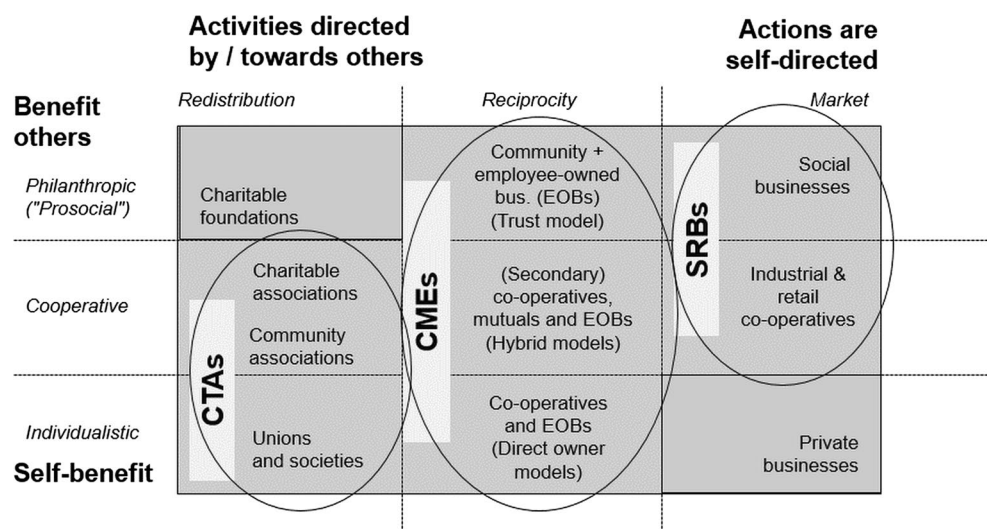 Activities directed
by / towards others
Actions are
self-directed
Redistribution
Reciprocity
Market
Benefit
others
Philanthropic
("Prosocial")
Charitable
foundations
Community +
employee-owned
bus. (EOBs)
(Trust model)
Social
businesses
CTAs
CMEs
SRBs
Cooperative
Charitable
associations
Community
associations
(Secondary)
co-operatives,
mutuals and EOBs
(Hybrid models)
Industrial &
retail
co-operatives
Individualistic
Self-benefit
Unions
and societies
Co-operatives
and EOBs
(Direct owner
models)
Private
businesses